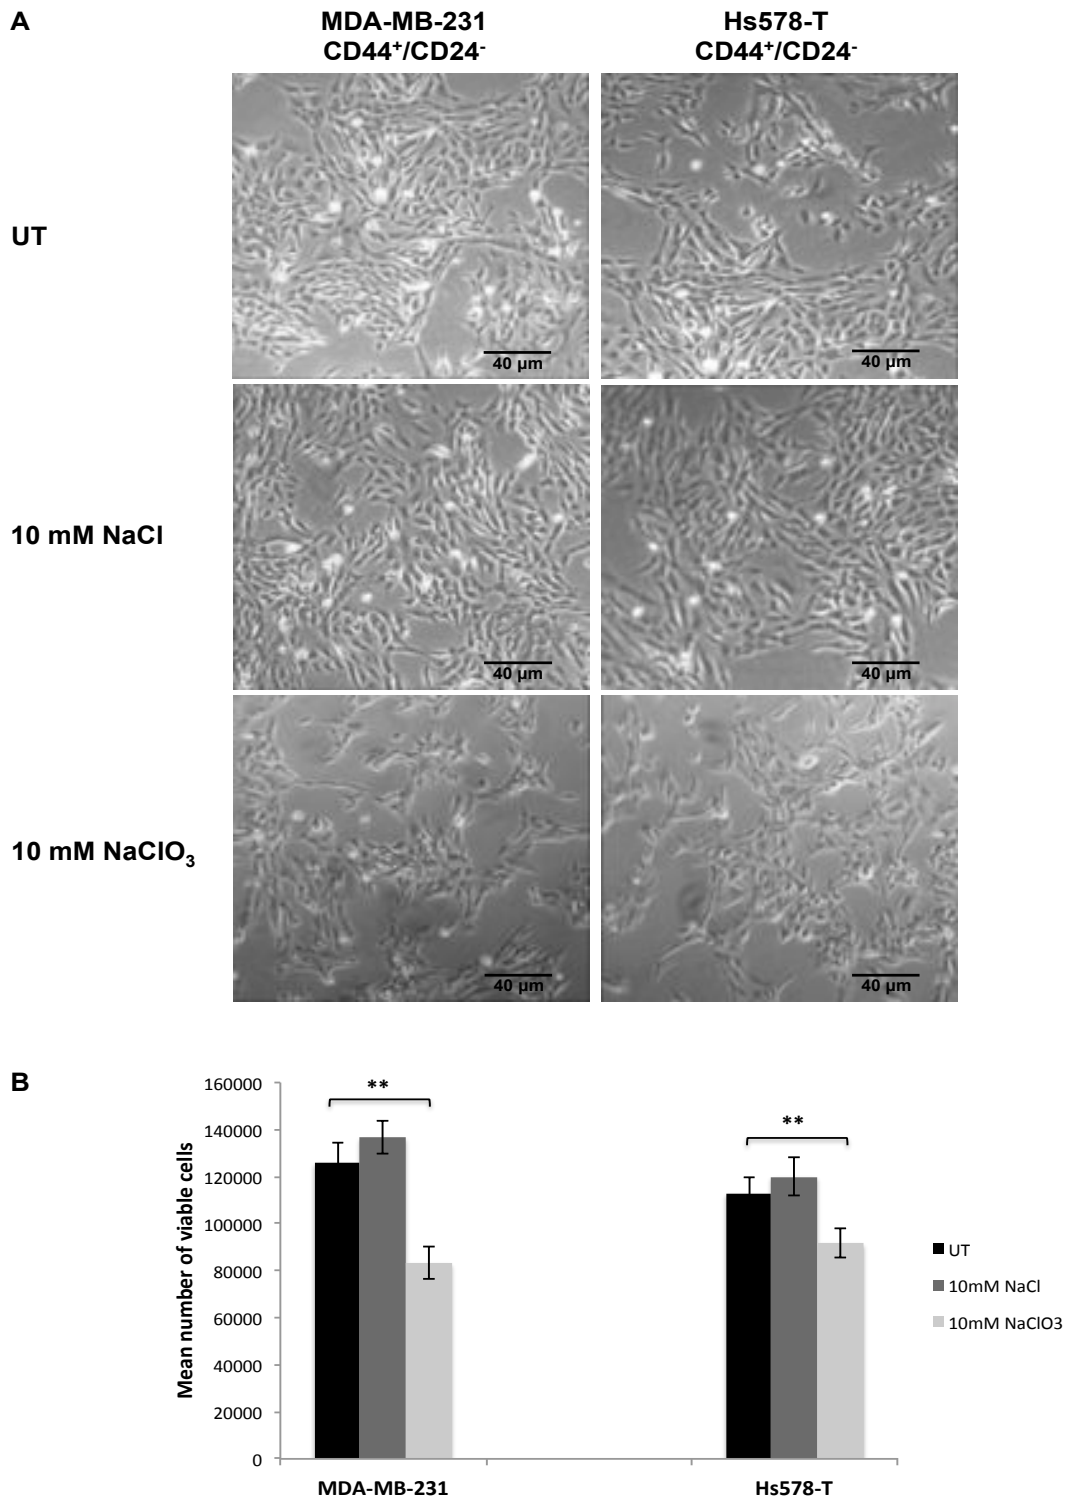 A
MDA-MB-231
CD44⁺/CD24⁻
Hs578-T
CD44⁺/CD24⁻
UT
40 µm
40 µm
10 mM NaCl
40 µm
40 µm
10 mM NaClO₃
40 µm
40 µm
B
Mean number of viable cells
160000
140000
120000
100000
80000
60000
40000
20000
0
**
**
MDA-MB-231
Hs578-T
UT
10mM NaCl
10mM NaClO3